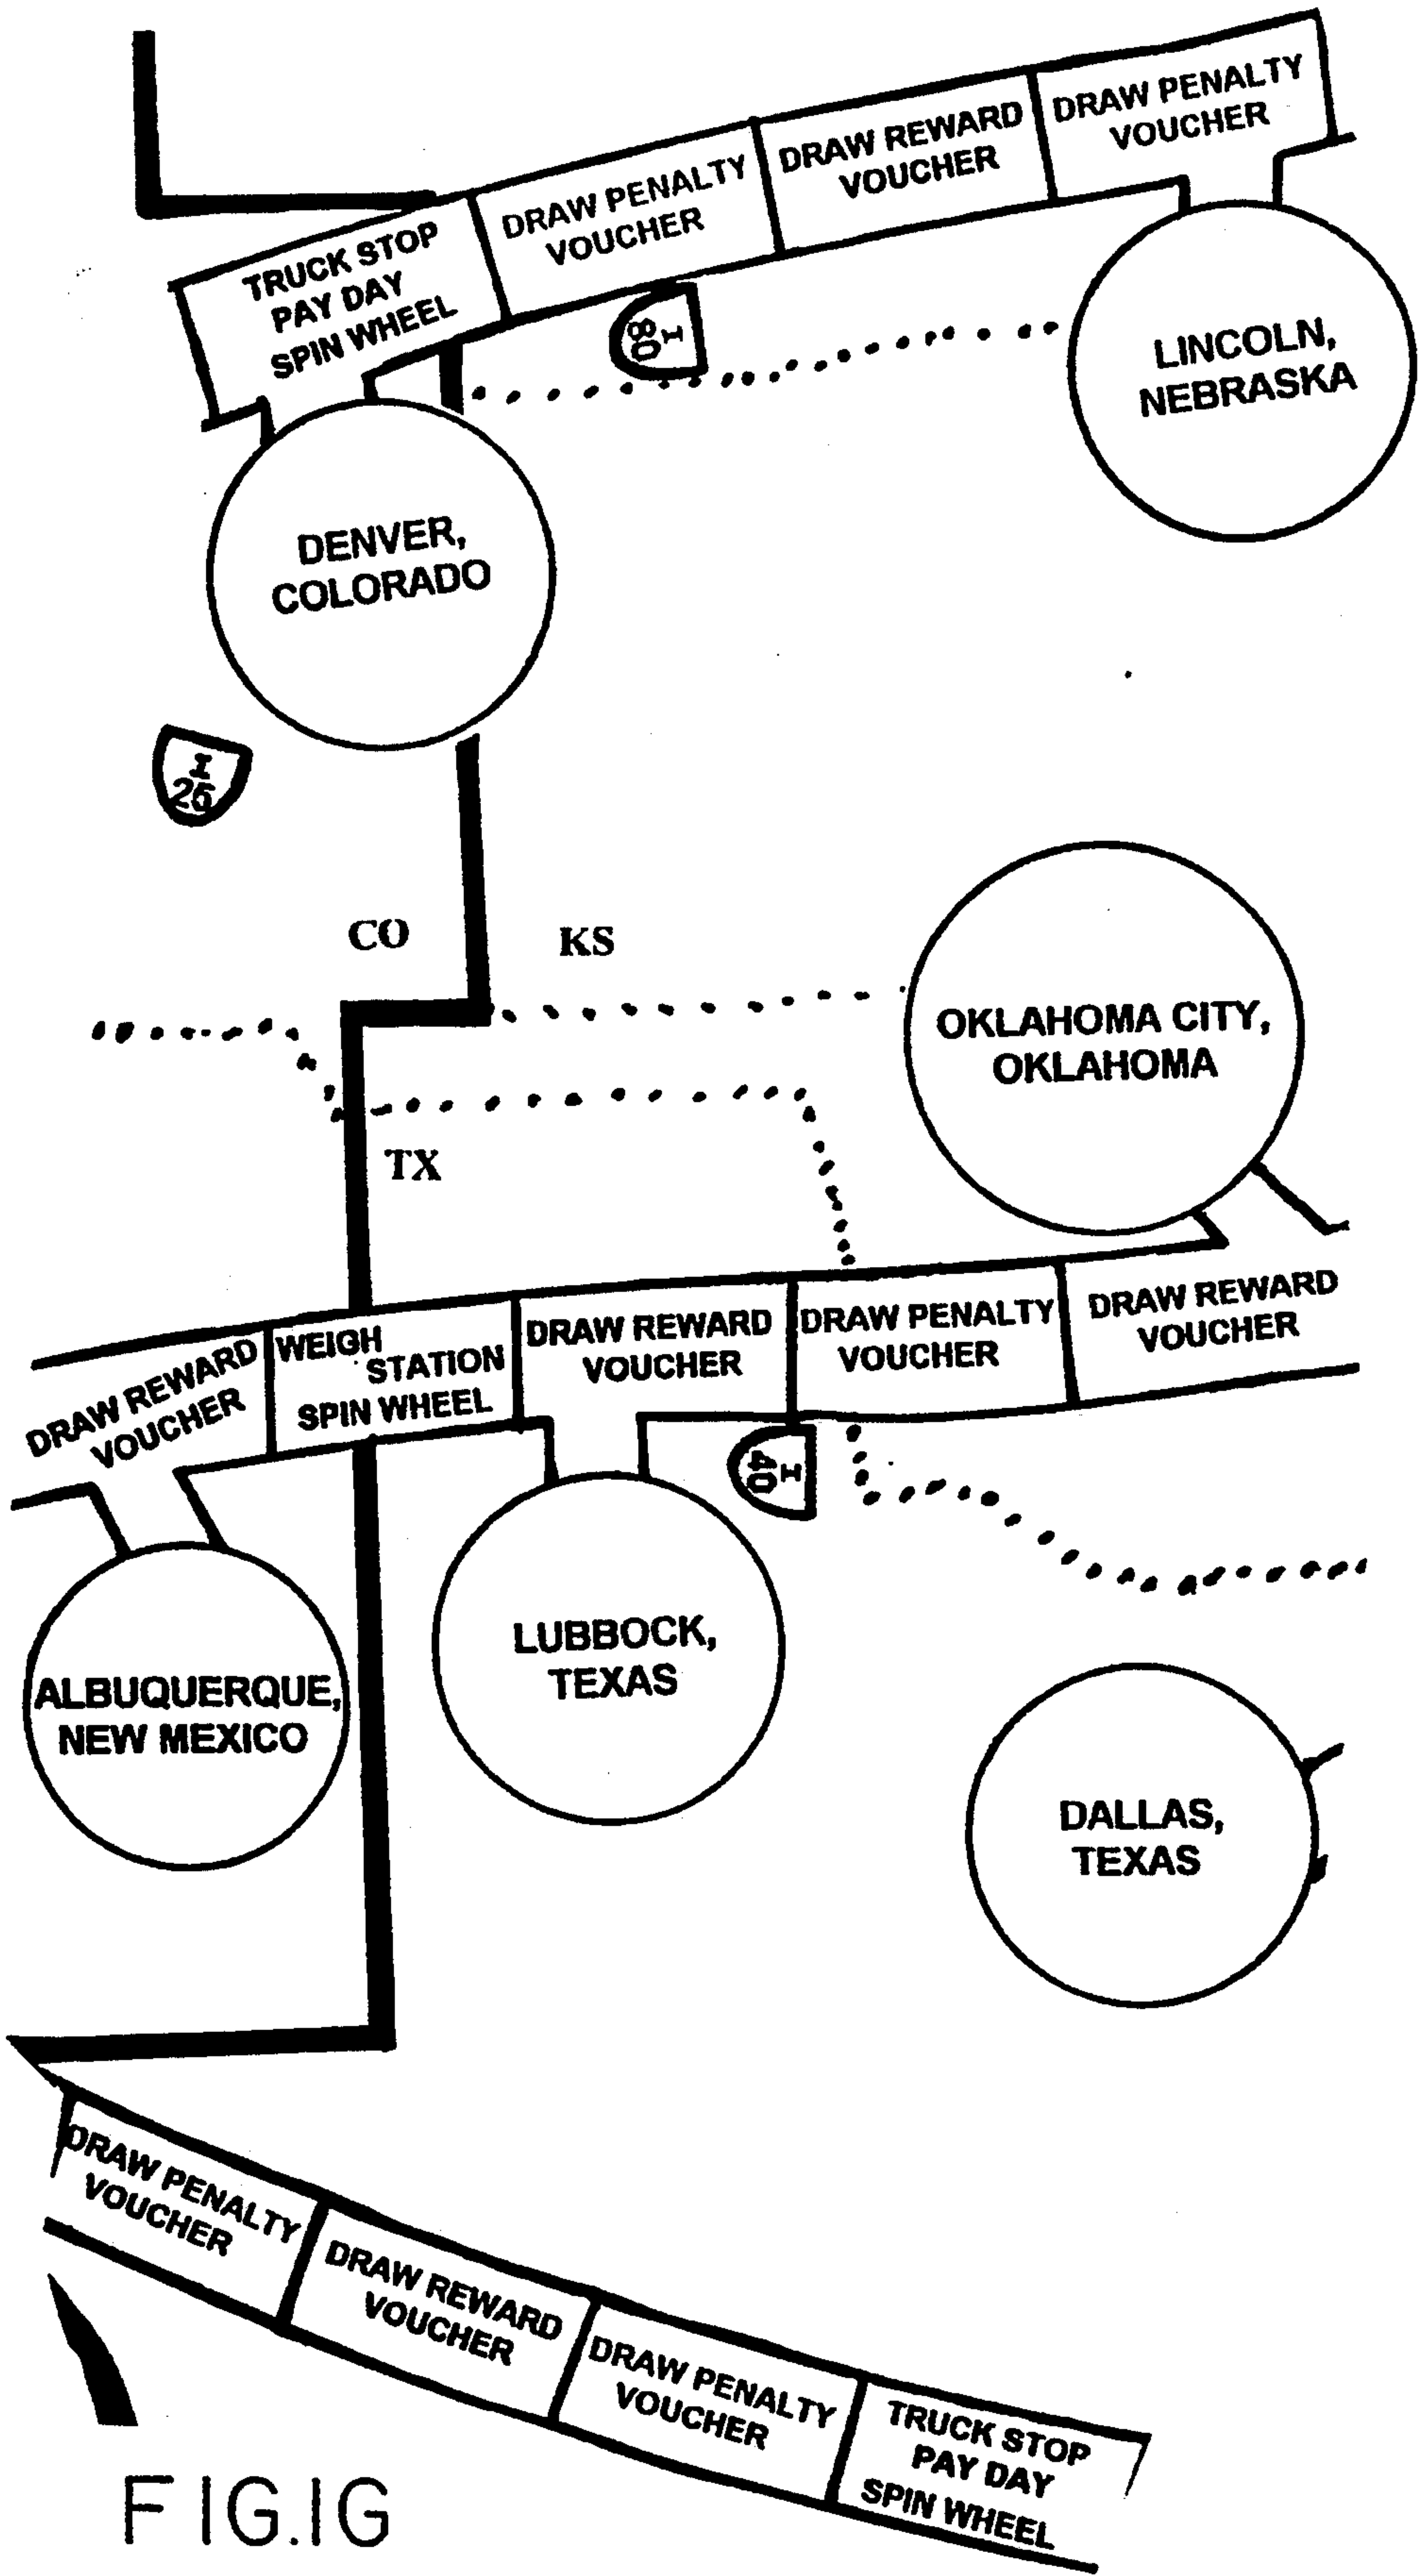 DRAW PENALTY
VOUCHER
DRAW REWARD
VOUCHER
DRAW PENALTY
VOUCHER
TRUCK STOP
PAY DAY
SPIN WHEEL
I
80
LINCOLN,
NEBRASKA
DENVER,
COLORADO
I
25
CO
KS
OKLAHOMA CITY,
OKLAHOMA
TX
DRAW REWARD
VOUCHER
WEIGH
STATION
SPIN WHEEL
DRAW REWARD
VOUCHER
DRAW PENALTY
VOUCHER
DRAW REWARD
VOUCHER
I
40
ALBUQUERQUE,
NEW MEXICO
LUBBOCK,
TEXAS
DALLAS,
TEXAS
DRAW PENALTY
VOUCHER
DRAW REWARD
VOUCHER
DRAW PENALTY
VOUCHER
TRUCK STOP
PAY DAY
SPIN WHEEL
FIG.1G